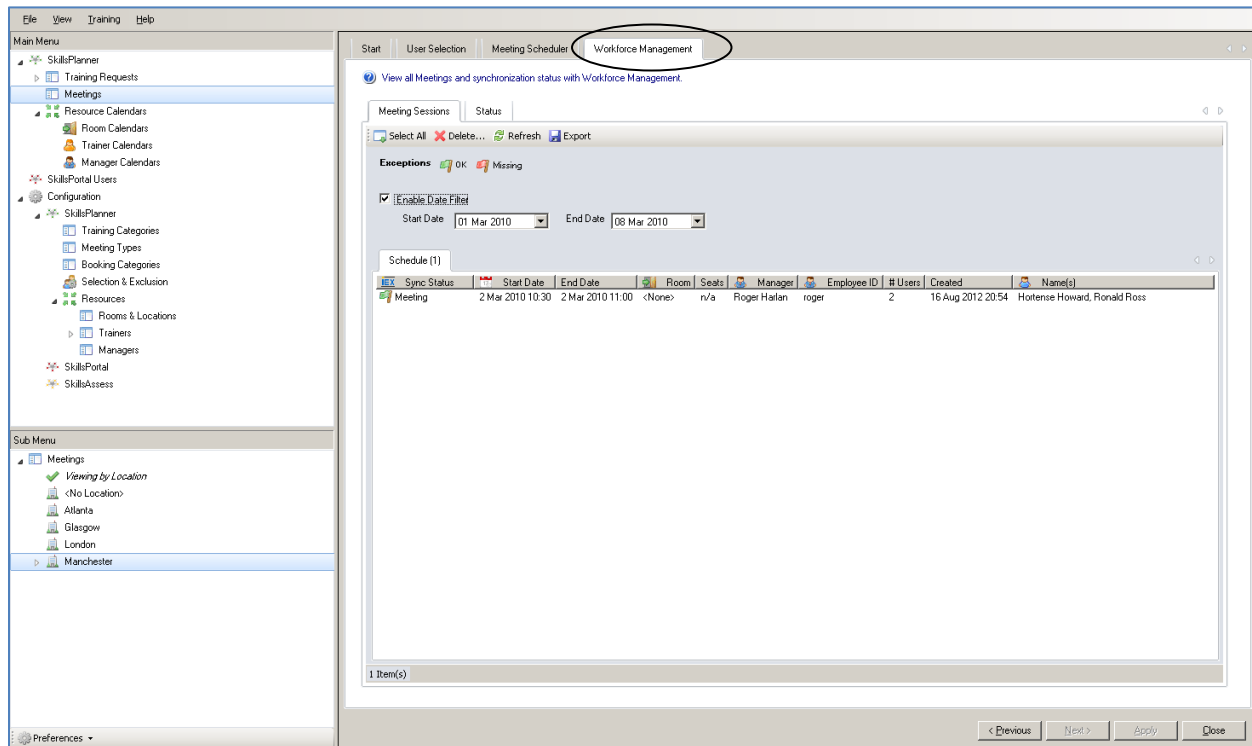 File View Training Help
Main Menu
SkillsPlanner
Training Requests
Meetings
Resource Calendars
Room Calendars
Trainer Calendars
Manager Calendars
SkillsPortal Users
Configuration
SkillsPlanner
Training Categories
Meeting Types
Booking Categories
Selection & Exclusion
Resources
Rooms & Locations
Trainers
Managers
SkillsPortal
SkillsAssess
Sub Menu
Meetings
Viewing by Location
<No Location>
Atlanta
Glasgow
London
Manchester
Preferences
Start User Selection Meeting Scheduler Workforce Management
View all Meetings and synchronization status with Workforce Management.
Meeting Sessions Status
Select All Delete... Refresh Export
Exceptions OK Missing
Enable Date Filter
Start Date 01 Mar 2010 End Date 08 Mar 2010
Schedule (1)
IEX Sync Status Start Date End Date Room Seats Manager Employee ID # Users Created Name(s)
Meeting 2 Mar 2010 10:30 2 Mar 2010 11:00 <None> n/a Roger Harlan roger 2 16 Aug 2012 20:54 Hortense Howard, Ronald Ross
1 Item(s)
< Previous Next > Apply Close